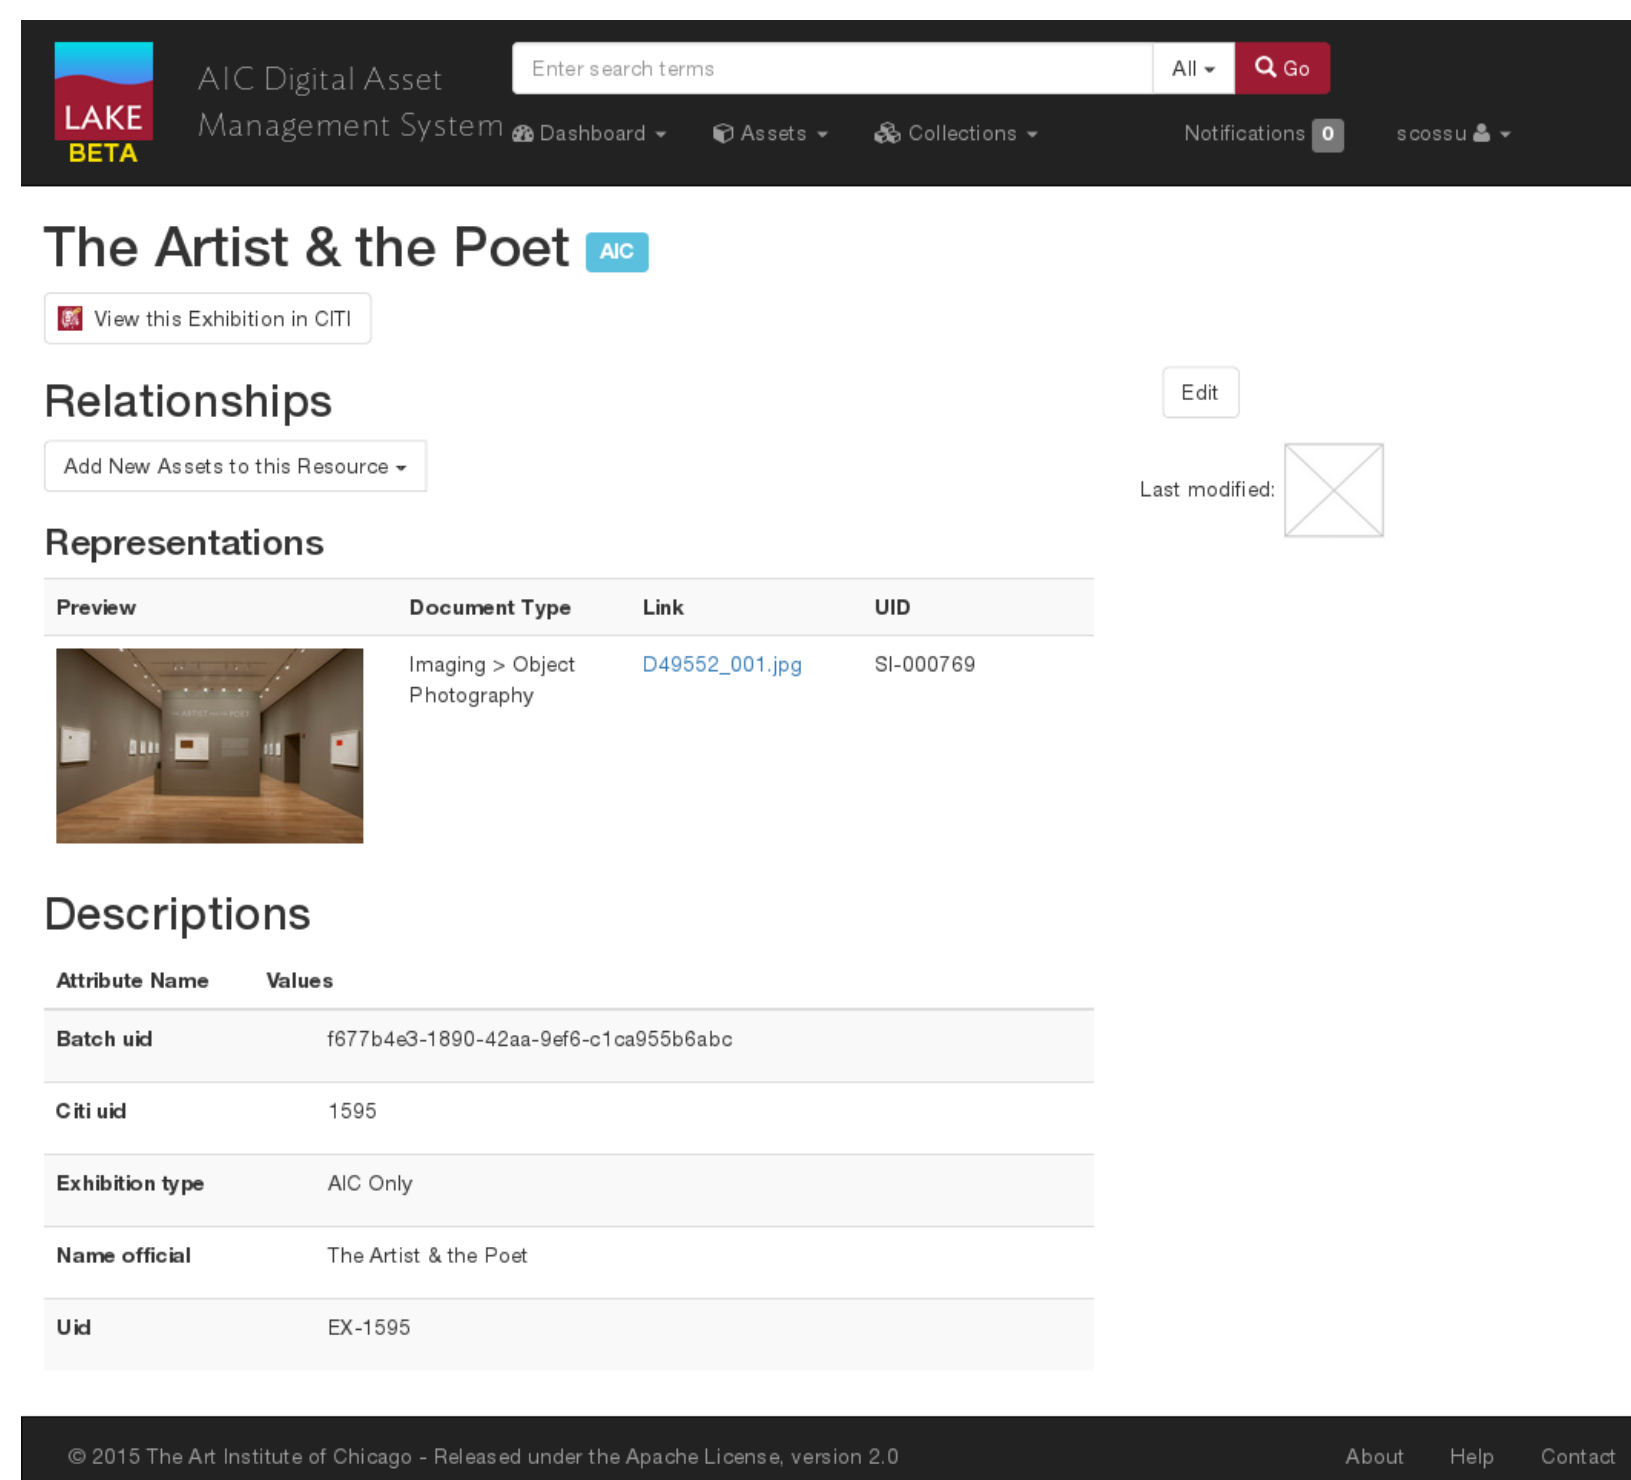 LAKE
BETA
AIC Digital Asset
Management System
Enter search terms
All
Go
Dashboard
Assets
Collections
Notifications 0
scossu
The Artist & the Poet AIC
View this Exhibition in CITI
Relationships
Edit
Add New Assets to this Resource
Last modified:
Representations
Preview Document Type Link UID
Imaging > Object
Photography
D49552_001.jpg
SI-000769
ARTIST POET
Descriptions
Attribute Name Values
Batch uid f677b4e3-1890-42aa-9ef6-c1ca955b6abc
Citi uid 1595
Exhibition type AIC Only
Name official The Artist & the Poet
Uid EX-1595
© 2015 The Art Institute of Chicago - Released under the Apache License, version 2.0
About Help Contact